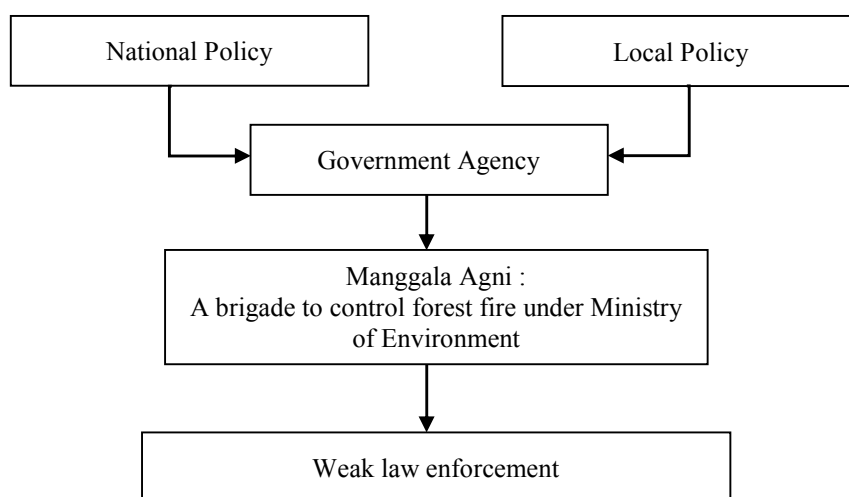 National Policy
Local Policy
Government Agency
Manggala Agni :
A brigade to control forest fire under Ministry
of Environment
Weak law enforcement